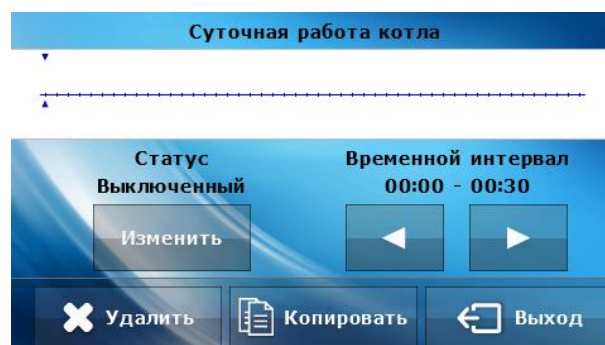 Суточная работа котла
Статус
Выключенный
Временной интервал
00:00 - 00:30
Изменить
Удалить
Копировать
Выход